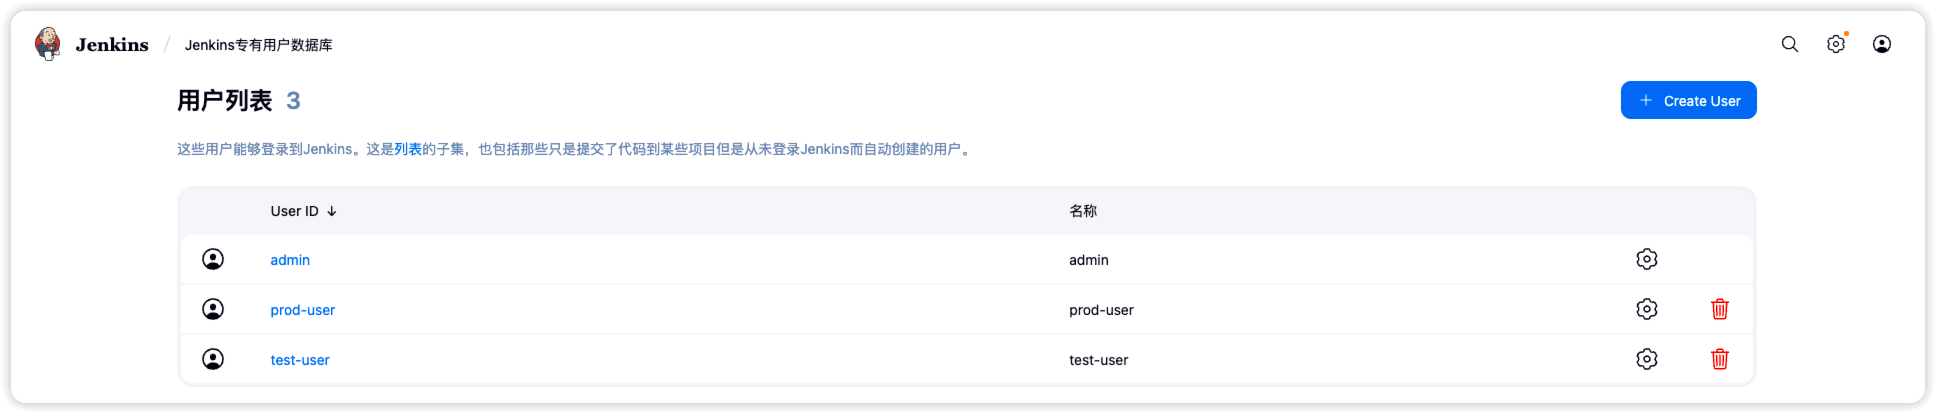 Jenkins / Jenkins专有用户数据库
用户列表 3
+ Create User
这些用户能够登录到Jenkins。这是列表的子集，也包括那些只是提交了代码到某些项目但是从未登录Jenkins而自动创建的用户。
User ID ↓ 名称
admin admin
prod-user prod-user
test-user test-user